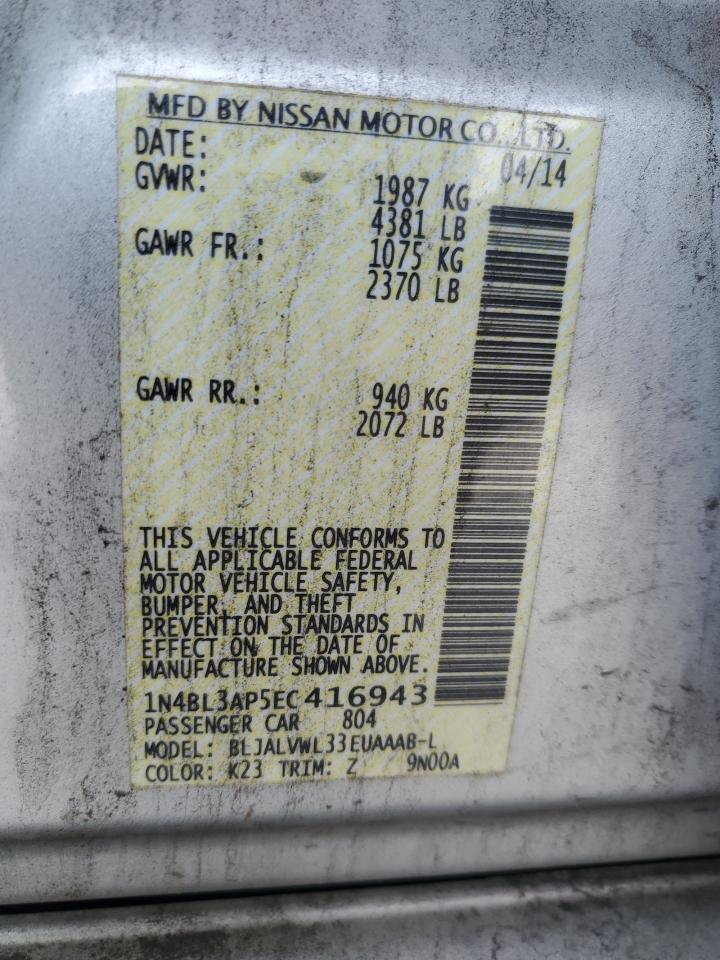 MFD BY NISSAN MOTOR CO.,LTD.
DATE: 04/14
GVWR: 1987 KG
4381 LB
GAWR FR.: 1075 KG
2370 LB
GAWR RR.: 940 KG
2072 LB
THIS VEHICLE CONFORMS TO
ALL APPLICABLE FEDERAL
MOTOR VEHICLE SAFETY,
BUMPER, AND THEFT
PREVENTION STANDARDS IN
EFFECT ON THE DATE OF
MANUFACTURE SHOWN ABOVE.
1N4BL3AP5EC416943
PASSENGER CAR 804
MODEL: BLJALVWL33EUAAAB-L
COLOR: K23 TRIM: Z 9N00A